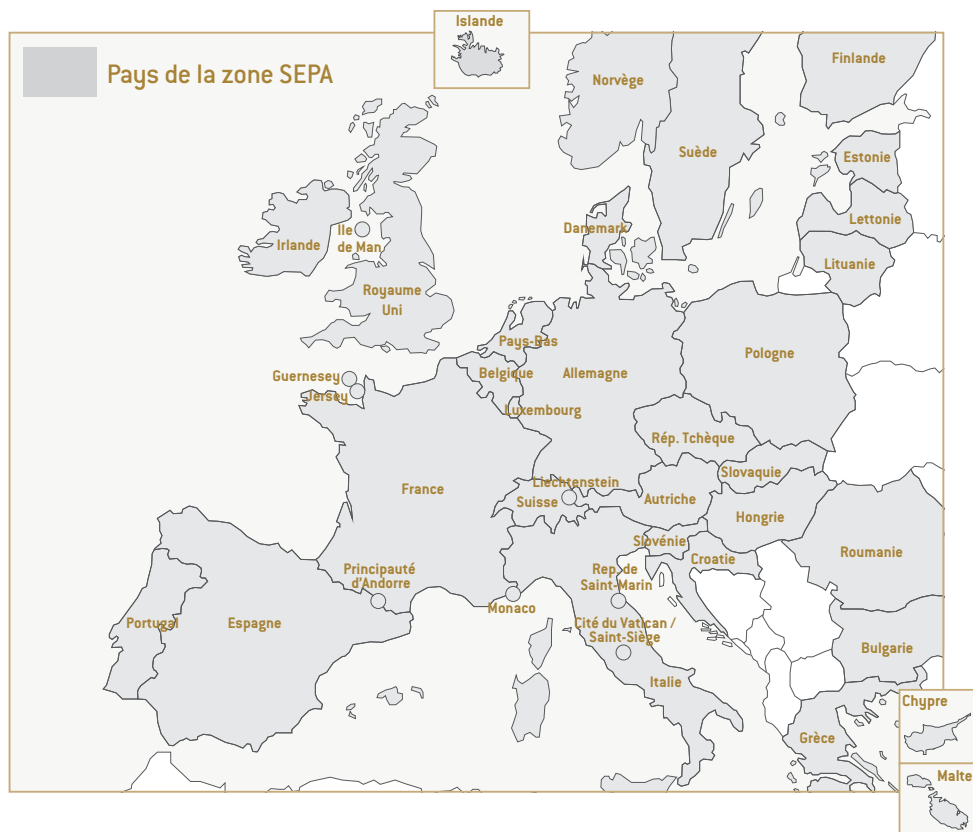 Islande
Pays de la zone SEPA
Norvège
Finlande
Suède
Estonie
Lettonie
Danemark
Ile
de Man
Irlande
Lituanie
Royaume
Uni
Pays-Bas
Pologne
Guernesey
Belgique
Allemagne
Jersey
Luxembourg
Rép. Tchèque
Slovaquie
France
Liechtenstein
Suisse
Autriche
Hongrie
Slovénie
Croatie
Roumanie
Principauté
d'Andorre
Rep. de
Saint-Marin
Monaco
Portugal
Espagne
Cité du Vatican /
Saint-Siège
Bulgarie
Italie
Chypre
Grèce
Malte